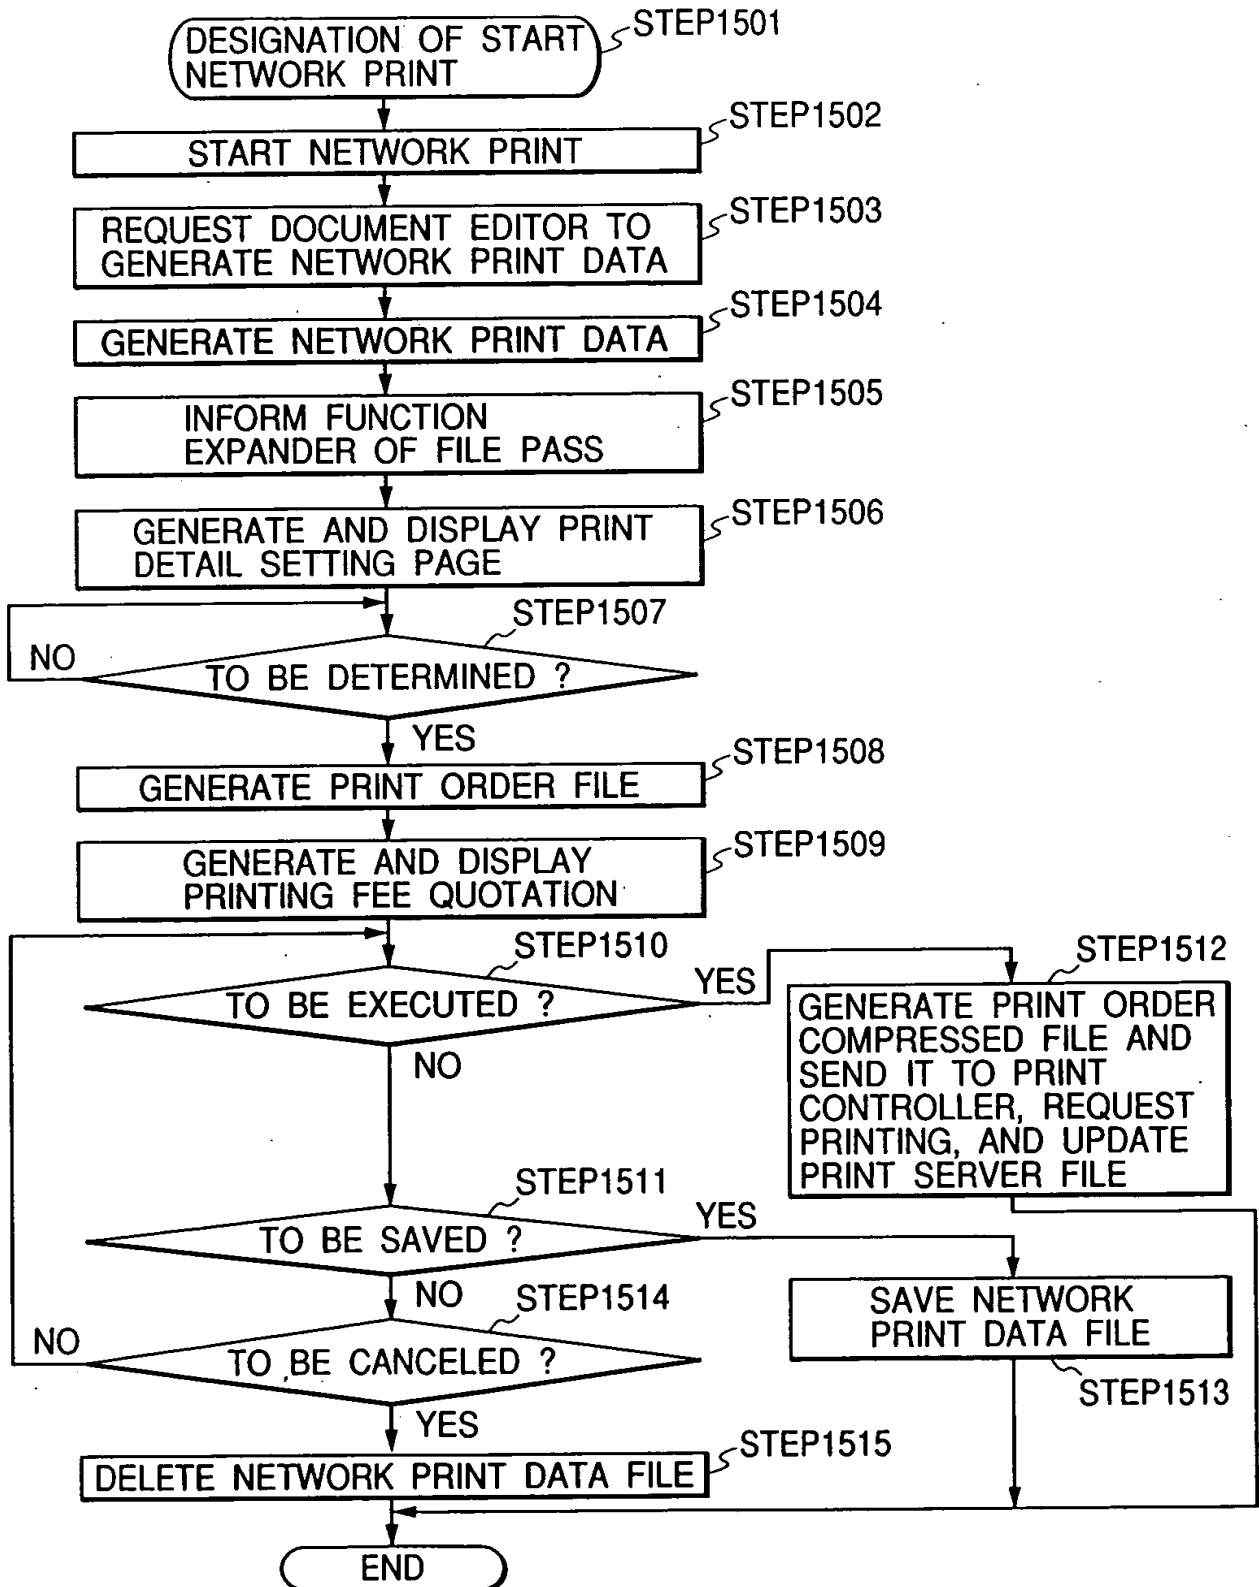 DESIGNATION OF START
NETWORK PRINT
STEP1501
STEP1502
START NETWORK PRINT
STEP1503
REQUEST DOCUMENT EDITOR TO
GENERATE NETWORK PRINT DATA
STEP1504
GENERATE NETWORK PRINT DATA
STEP1505
INFORM FUNCTION
EXPANDER OF FILE PASS
STEP1506
GENERATE AND DISPLAY PRINT
DETAIL SETTING PAGE
STEP1507
NO
TO BE DETERMINED ?
YES
STEP1508
GENERATE PRINT ORDER FILE
STEP1509
GENERATE AND DISPLAY
PRINTING FEE QUOTATION
STEP1510
TO BE EXECUTED ?
YES
NO
STEP1512
GENERATE PRINT ORDER
COMPRESSED FILE AND
SEND IT TO PRINT
CONTROLLER, REQUEST
PRINTING, AND UPDATE
PRINT SERVER FILE
STEP1511
TO BE SAVED ?
YES
NO
SAVE NETWORK
PRINT DATA FILE
STEP1513
STEP1514
NO
TO BE CANCELED ?
YES
STEP1515
DELETE NETWORK PRINT DATA FILE
END